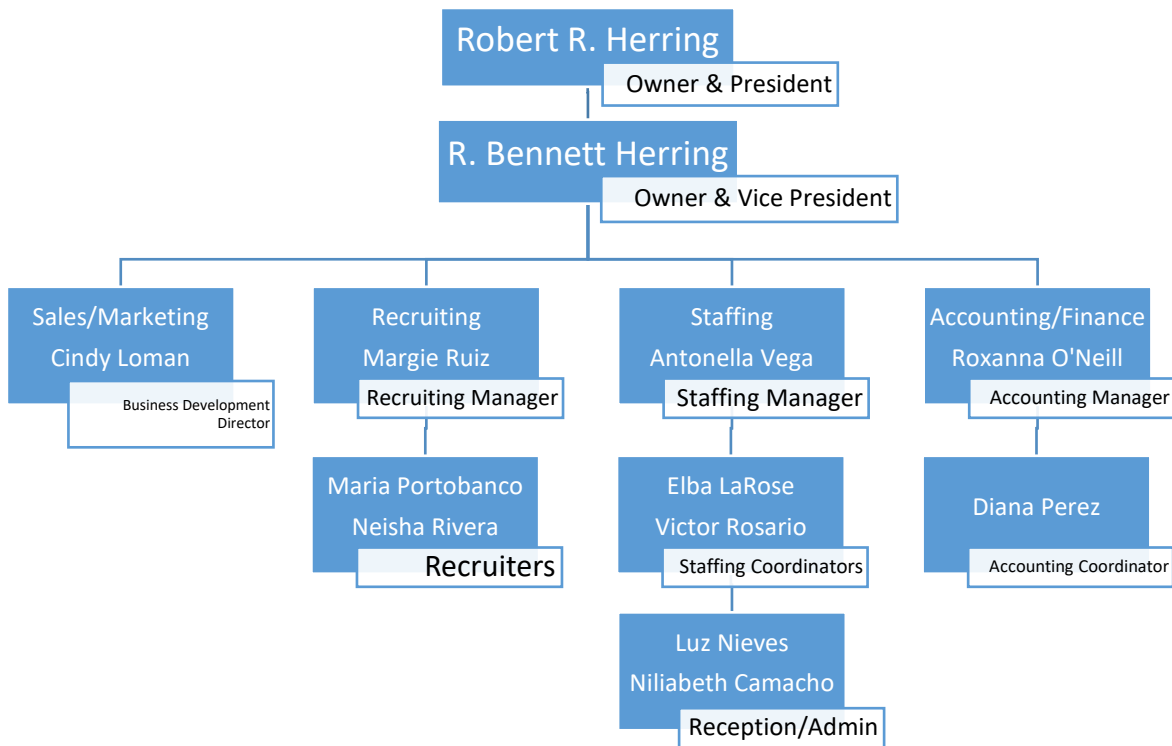 Robert R. Herring
Owner & President
R. Bennett Herring
Owner & Vice President
Sales/Marketing
Cindy Loman
Business Development
Director
Recruiting
Margie Ruiz
Recruiting Manager
Staffing
Antonella Vega
Staffing Manager
Accounting/Finance
Roxanna O'Neill
Accounting Manager
Maria Portobanco
Neisha Rivera
Recruiters
Elba LaRose
Victor Rosario
Staffing Coordinators
Diana Perez
Accounting Coordinator
Luz Nieves
Niliabeth Camacho
Reception/Admin